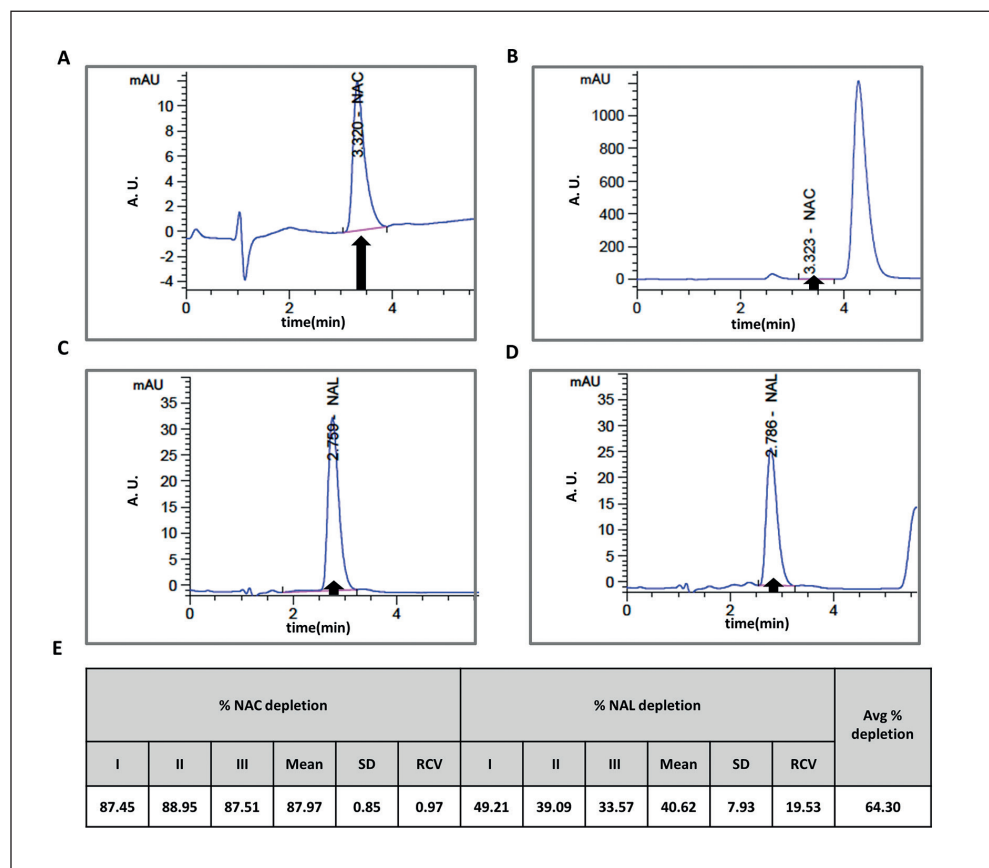 A
mAU
10
8
6
4
2
0
-2
-4
A. U.
3.320 - NAC
0 2 4
time(min)
B
mAU
1000
800
600
400
200
0
A. U.
3.323 - NAC
0 2 4
time(min)
C
mAU
35
30
25
20
15
10
5
0
A. U.
2.759 - NAL
0 2 4
time(min)
D
mAU
35
30
25
20
15
10
5
0
A. U.
2.786 - NAL
0 2 4
time(min)
E
% NAC depletion % NAL depletion Avg % depletion
I II III Mean SD RCV I II III Mean SD RCV
87.45 88.95 87.51 87.97 0.85 0.97 49.21 39.09 33.57 40.62 7.93 19.53 64.30